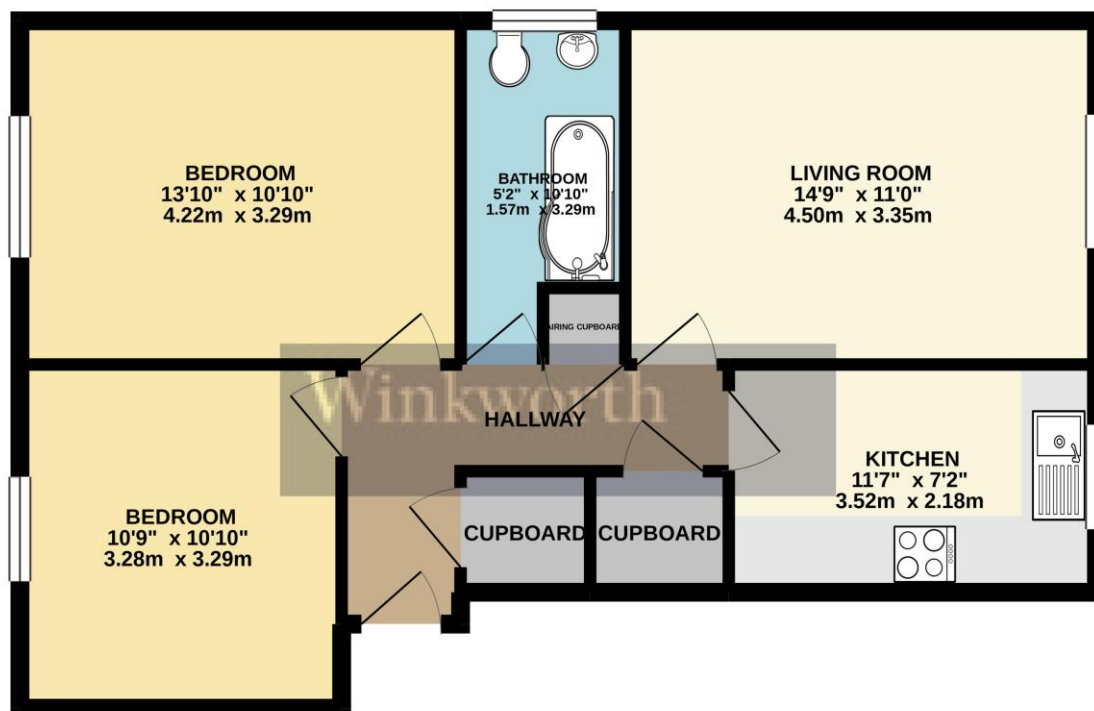 BEDROOM
13'10" x 10'10"
4.22m x 3.29m
BATHROOM
5'2" x 10'10"
1.57m x 3.29m
LIVING ROOM
14'9" x 11'0"
4.50m x 3.35m
AIRING CUPBOARD
Winkworth
HALLWAY
KITCHEN
11'7" x 7'2"
3.52m x 2.18m
BEDROOM
10'9" x 10'10"
3.28m x 3.29m
CUPBOARD
CUPBOARD